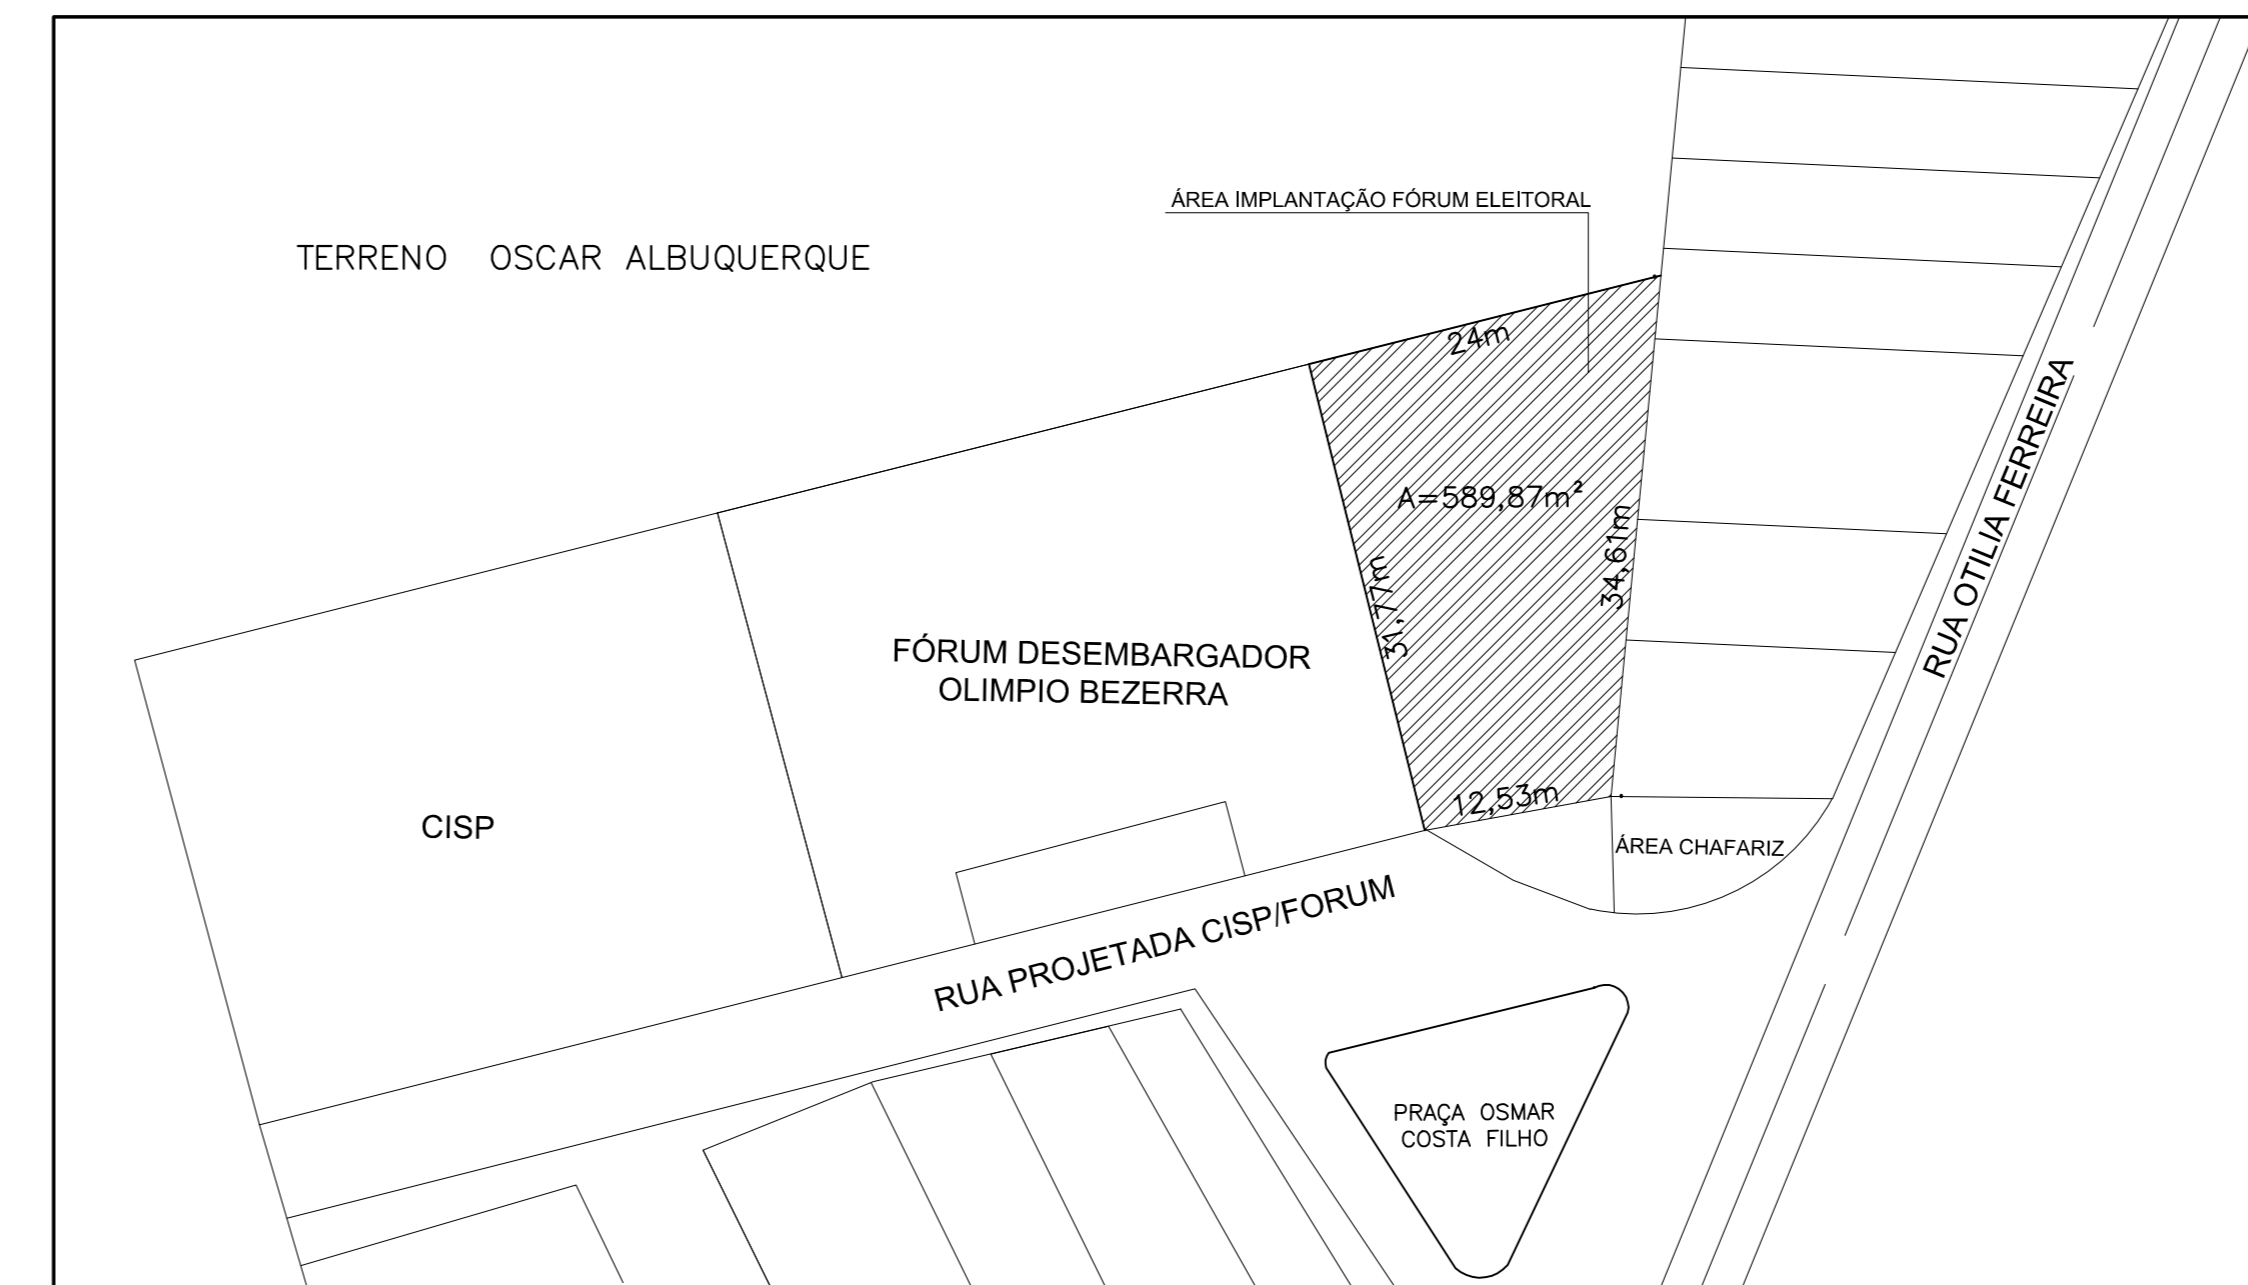 ÁREA IMPLANTAÇÃO FÓRUM ELEITORAL
TERRENO OSCAR ALBUQUERQUE
24m
A=589,87m²
34,61m
31,77m
12,53m
FÓRUM DESEMBARGADOR
OLIMPIO BEZERRA
CISP
RUA OTILIA FERREIRA
ÁREA CHAFARIZ
RUA PROJETADA CISP/FORUM
PRAÇA OSMAR
COSTA FILHO